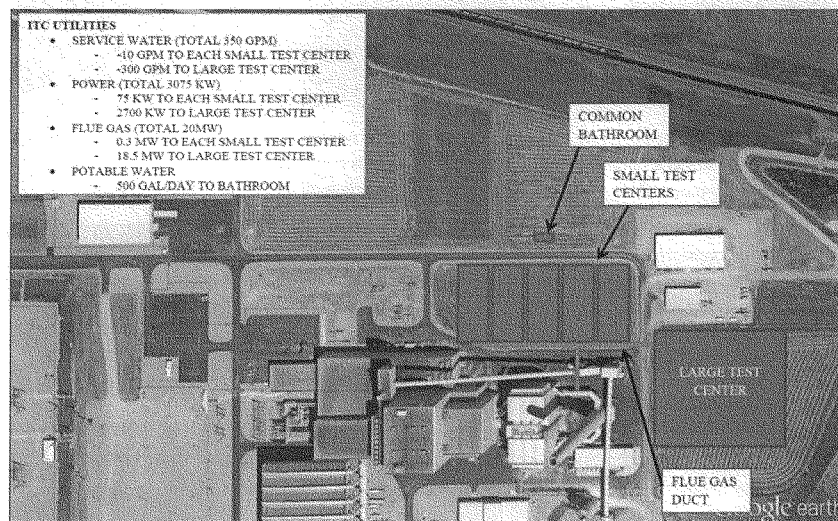 ITC UTILITIES
• SERVICE WATER (TOTAL 350 GPM)
- ~10 GPM TO EACH SMALL TEST CENTER
- ~300 GPM TO LARGE TEST CENTER
• POWER (TOTAL 3075 KW)
- 75 KW TO EACH SMALL TEST CENTER
- 2700 KW TO LARGE TEST CENTER
• FLUE GAS (TOTAL 20MW)
- 0.3 MW TO EACH SMALL TEST CENTER
- 18.5 MW TO LARGE TEST CENTER
• POTABLE WATER
- 500 GAL/DAY TO BATHROOM
COMMON
BATHROOM
SMALL TEST
CENTERS
LARGE TEST
CENTER
FLUE GAS
DUCT
google earth